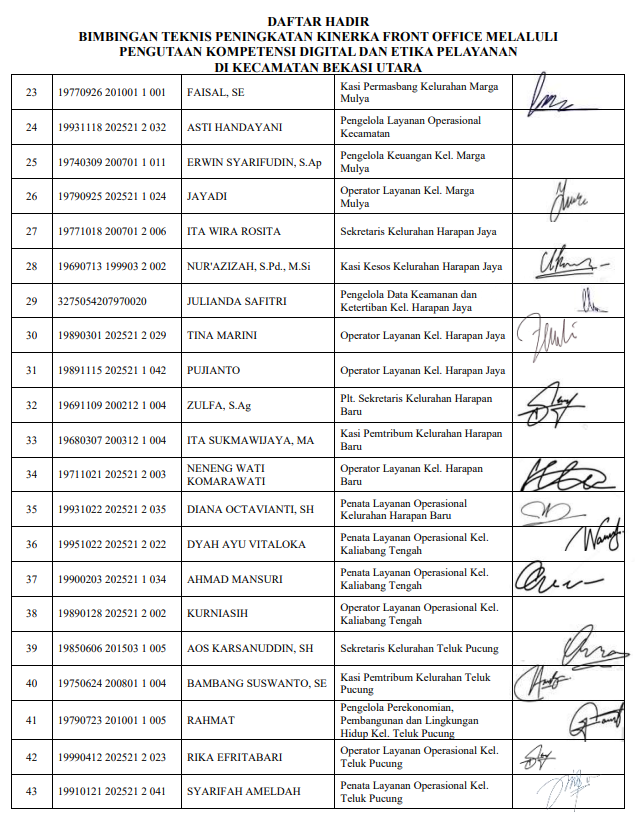 DAFTAR HADIR
BIMBINGAN TEKNIS PENINGKATAN KINERKA FRONT OFFICE MELALULI
PENGUTAAN KOMPETENSI DIGITAL DAN ETIKA PELAYANAN
DI KECAMATAN BEKASI UTARA
23 19770926 201001 1 001 FAISAL, SE Kasi Permasbang Kelurahan Marga
Mulya
24 19931118 202521 2 032 ASTI HANDAYANI Pengelola Layanan Operasional
Kecamatan
25 19740309 200701 1 011 ERWIN SYARIFUDIN, S.Ap Pengelola Keuangan Kel. Marga
Mulya
26 19790925 202521 1 024 JAYADI Operator Layanan Kel. Marga
Mulya
27 19771018 200701 2 006 ITA WIRA ROSITA Sekretaris Kelurahan Harapan Jaya
28 19690713 199903 2 002 NUR'AZIZAH, S.Pd., M.Si Kasi Kesos Kelurahan Harapan Jaya
29 3275054207970020 JULIANDA SAFITRI Pengelola Data Keamanan dan
Ketertiban Kel. Harapan Jaya
30 19890301 202521 2 029 TINA MARINI Operator Layanan Kel. Harapan Jaya
31 19891115 202521 1 042 PUJIANTO Operator Layanan Kel. Harapan Jaya
32 19691109 200212 1 004 ZULFA, S.Ag Plt. Sekretaris Kelurahan Harapan
Baru
33 19680307 200312 1 004 ITA SUKMAWIJAYA, MA Kasi Pemtribum Kelurahan Harapan
Baru
34 19711021 202521 2 003 NENENG WATI
KOMARAWATI Operator Layanan Kel. Harapan
Baru
35 19931022 202521 2 035 DIANA OCTAVIANTI, SH Penata Layanan Operasional
Kelurahan Harapan Baru
36 19951022 202521 2 022 DYAH AYU VITALOKA Penata Layanan Operasional Kel.
Kaliabang Tengah
37 19900203 202521 1 034 AHMAD MANSURI Penata Layanan Operasional Kel.
Kaliabang Tengah
38 19890128 202521 2 002 KURNIASIH Operator Layanan Operasional Kel.
Kaliabang Tengah
39 19850606 201503 1 005 AOS KARSANUDDIN, SH Sekretaris Kelurahan Teluk Pucung
40 19750624 200801 1 004 BAMBANG SUSWANTO, SE Kasi Pemtribum Kelurahan Teluk
Pucung
41 19790723 201001 1 005 RAHMAT Pengelola Perekonomian,
Pembangunan dan Lingkungan
Hidup Kel. Teluk Pucung
42 19990412 202521 2 023 RIKA EFRITABARI Operator Layanan Operasional Kel.
Teluk Pucung
43 19910121 202521 2 041 SYARIFAH AMELDAH Penata Layanan Operasional Kel.
Teluk Pucung